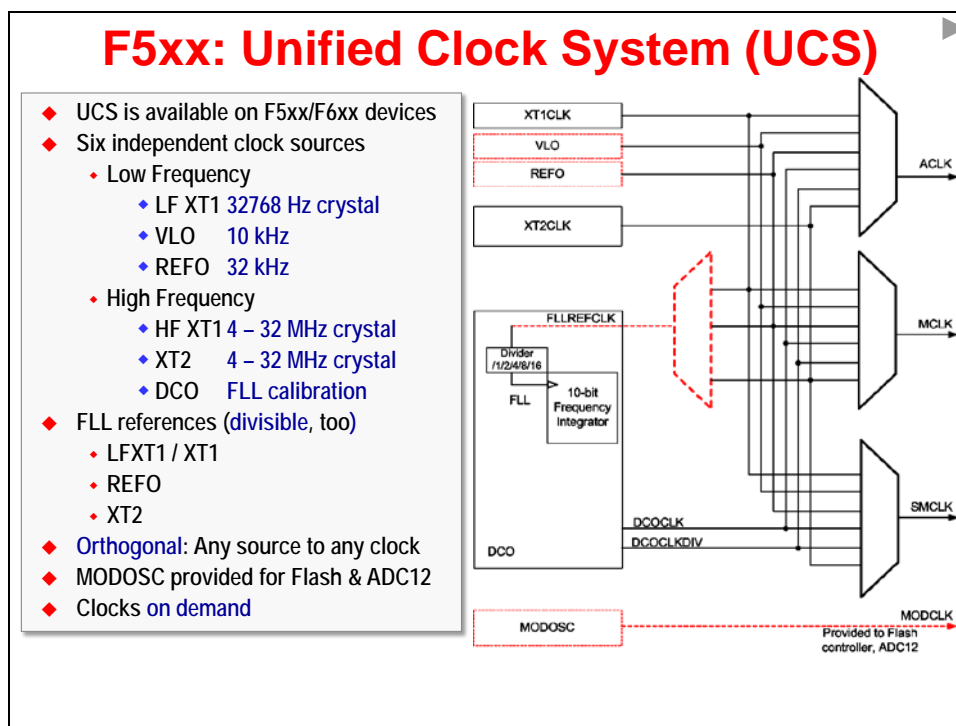 F5xx: Unified Clock System (UCS)
UCS is available on F5xx/F6xx devices
Six independent clock sources
Low Frequency
LF XT1 32768 Hz crystal
VLO 10 kHz
REFO 32 kHz
High Frequency
HF XT1 4 – 32 MHz crystal
XT2 4 – 32 MHz crystal
DCO FLL calibration
FLL references (divisible, too)
LFXT1 / XT1
REFO
XT2
Orthogonal: Any source to any clock
MODOSC provided for Flash & ADC12
Clocks on demand
XT1CLK
VLO
REFO
XT2CLK
ACLK
FLLREFCLK
Divider
/1/2/4/8/16
FLL
10-bit
Frequency
Integrator
MCLK
DCOCLK
DCOCLKDIV
DCO
SMCLK
MODOSC
MODCLK
Provided to Flash
controller, ADC12